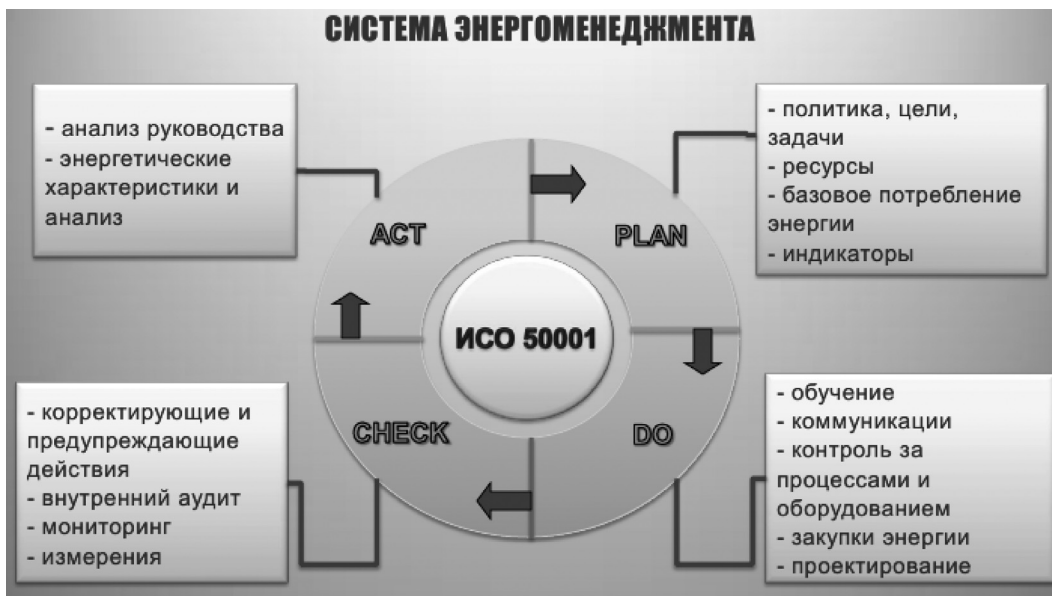 СИСТЕМА ЭНЕРГОМЕНЕДЖМЕНТА
- анализ руководства
- энергетические
характеристики и
анализ
- политика, цели,
задачи
- ресурсы
- базовое потребление
энергии
- индикаторы
ACT
PLAN
ИСО 50001
CHECK
DO
- корректирующие и
предупреждающие
действия
- внутренний аудит
- мониторинг
- измерения
- обучение
- коммуникации
- контроль за
процессами и
оборудованием
- закупки энергии
- проектирование